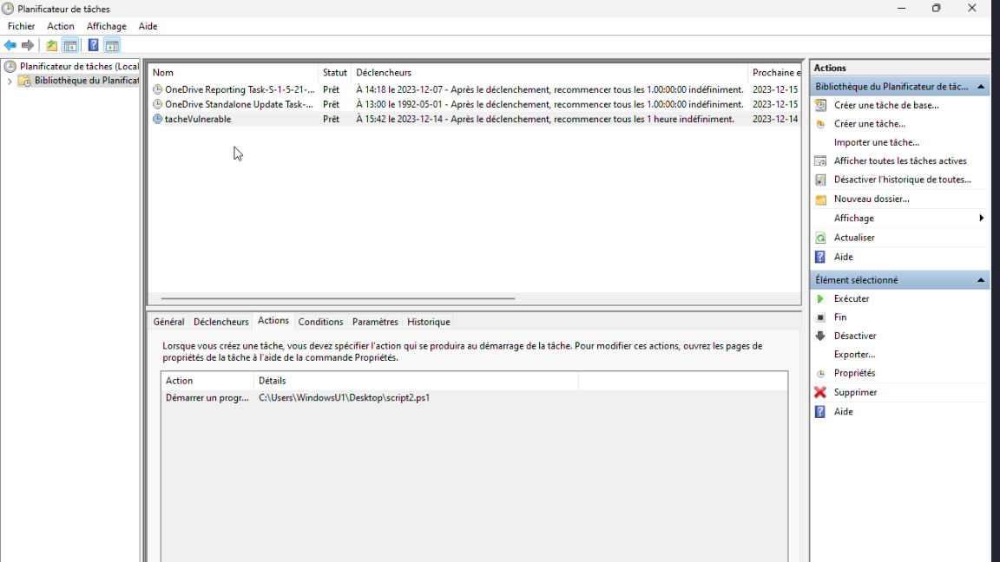 Planificateur de tâches
Fichier Action Affichage Aide
Planificateur de tâches (Local
Bibliothèque du Planificat
Nom Statut Déclencheurs Prochaine e
OneDrive Reporting Task-S-1-5-21-... Prêt À 14:18 le 2023-12-07 - Après le déclenchement, recommencer tous les 1.00:00:00 indéfiniment. 2023-12-15
OneDrive Standalone Update Task-... Prêt À 13:00 le 1992-05-01 - Après le déclenchement, recommencer tous les 1.00:00:00 indéfiniment. 2023-12-15
tacheVulnerable Prêt À 15:42 le 2023-12-14 - Après le déclenchement, recommencer tous les 1 heure indéfiniment. 2023-12-14
Général Déclencheurs Actions Conditions Paramètres Historique
Lorsque vous créez une tâche, vous devez spécifier l'action qui se produira au démarrage de la tâche. Pour modifier ces actions, ouvrez les pages de
propriétés de la tâche à l'aide de la commande Propriétés.
Action Détails
Démarrer un progr... C:\Users\WindowsU1\Desktop\script2.ps1
Actions
Bibliothèque du Planificateur de tâc...
Créer une tâche de base...
Créer une tâche...
Importer une tâche...
Afficher toutes les tâches actives
Désactiver l'historique de toutes...
Nouveau dossier...
Affichage
Actualiser
Aide
Élément sélectionné
Exécuter
Fin
Désactiver
Exporter...
Propriétés
Supprimer
Aide